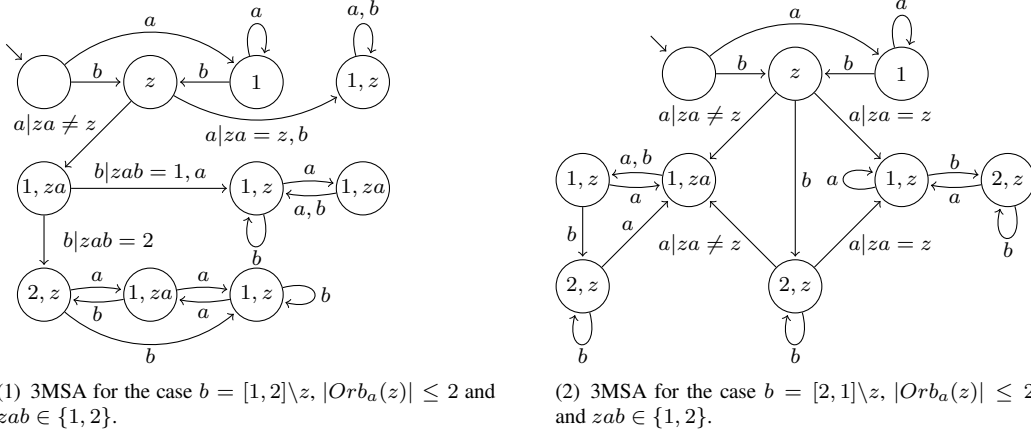 a
a
a, b
a
a
b
z
b
1
1, z
b
z
b
1
a|za ≠ z
a|za = z, b
a|za ≠ z
a|za = z
1, za
b|zab = 1, a
1, z
a
a, b
1, za
b
1, z
a, b
a
1, za
b
a
1, z
b
a
2, z
b
b|zab = 2
b
a
a|za ≠ z
a|za = z
2, z
a
b
1, za
a
a
1, z
b
b
2, z
b
2, z
b
(1) 3MSA for the case b = [1, 2]\z, |Orb_a(z)| ≤ 2 and
zab ∈ {1, 2}.
(2) 3MSA for the case b = [2, 1]\z, |Orb_a(z)| ≤ 2
and zab ∈ {1, 2}.